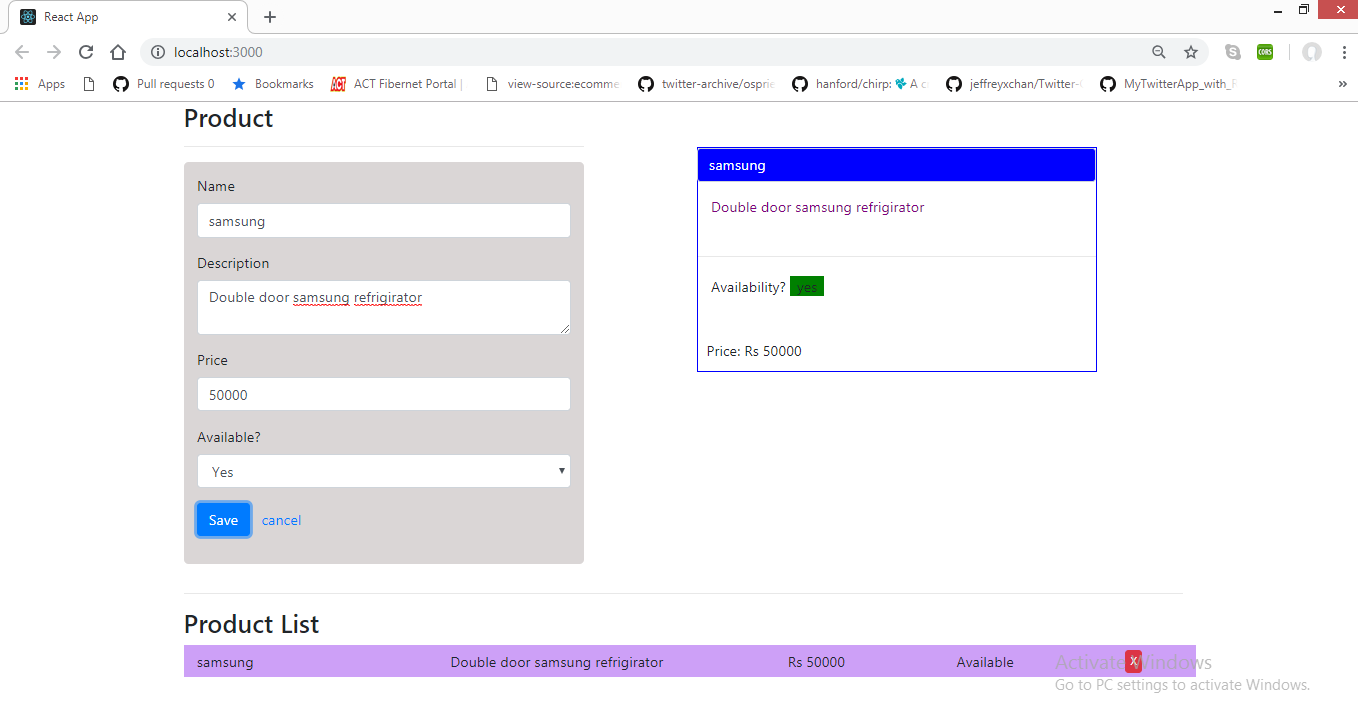 React App
localhost:3000
Apps
Pull requests 0
Bookmarks
ACT ACT Fibernet Portal |
view-source:ecomme
twitter-archive/osprie
hanford/chirp: A c
jeffreyxchan/Twitter-
MyTwitterApp_with_
CORS
Product
Name
samsung
Description
Double door samsung refrigirator
Price
50000
Available?
Yes
Save cancel
samsung
Double door samsung refrigirator
Availability? yes
Price: Rs 50000
Product List
samsung Double door samsung refrigirator Rs 50000 Available X
Activate Windows
Go to PC settings to activate Windows.